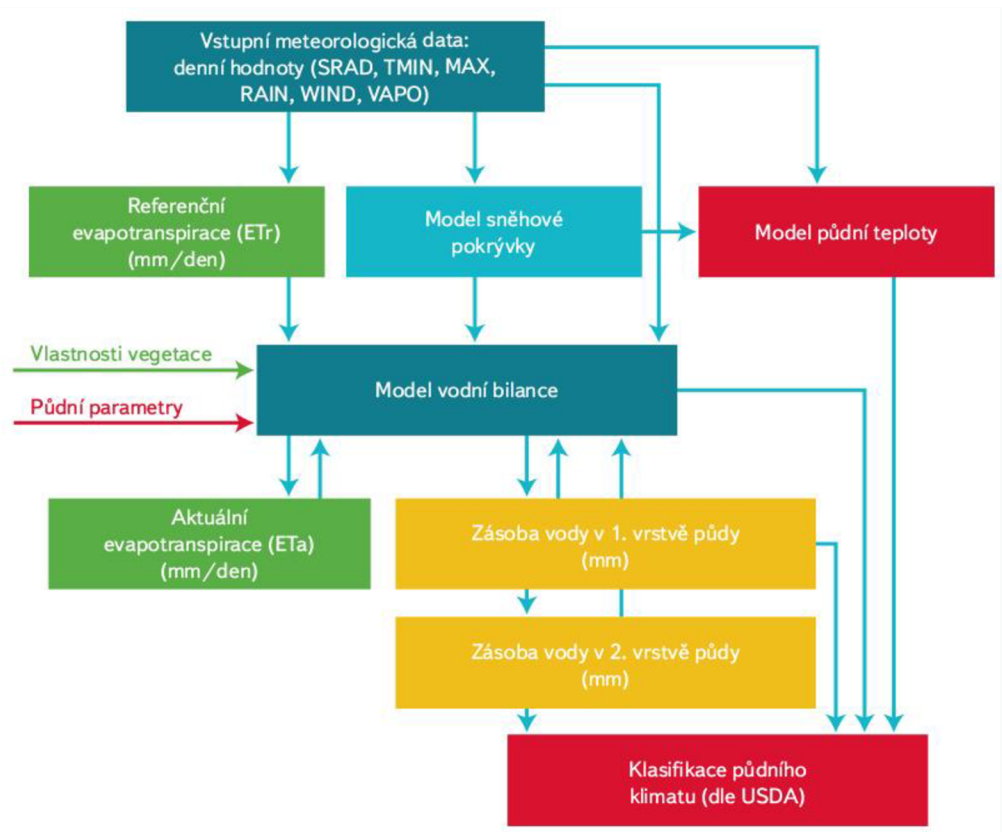 Vstupní meteorologická data:
denní hodnoty (SRAD, TMIN, MAX,
RAIN, WIND, VAPO)
Referenční
evapotranspirace (ETr)
(mm/den)
Model sněhové
pokrývky
Model půdní teploty
Vlastnosti vegetace
Půdní parametry
Model vodní bilance
Aktuální
evapotranspirace (ETa)
(mm/den)
Zásoba vody v 1. vrstvě půdy
(mm)
Zásoba vody v 2. vrstvě půdy
(mm)
Klasifikace půdního
klimatu (dle USDA)